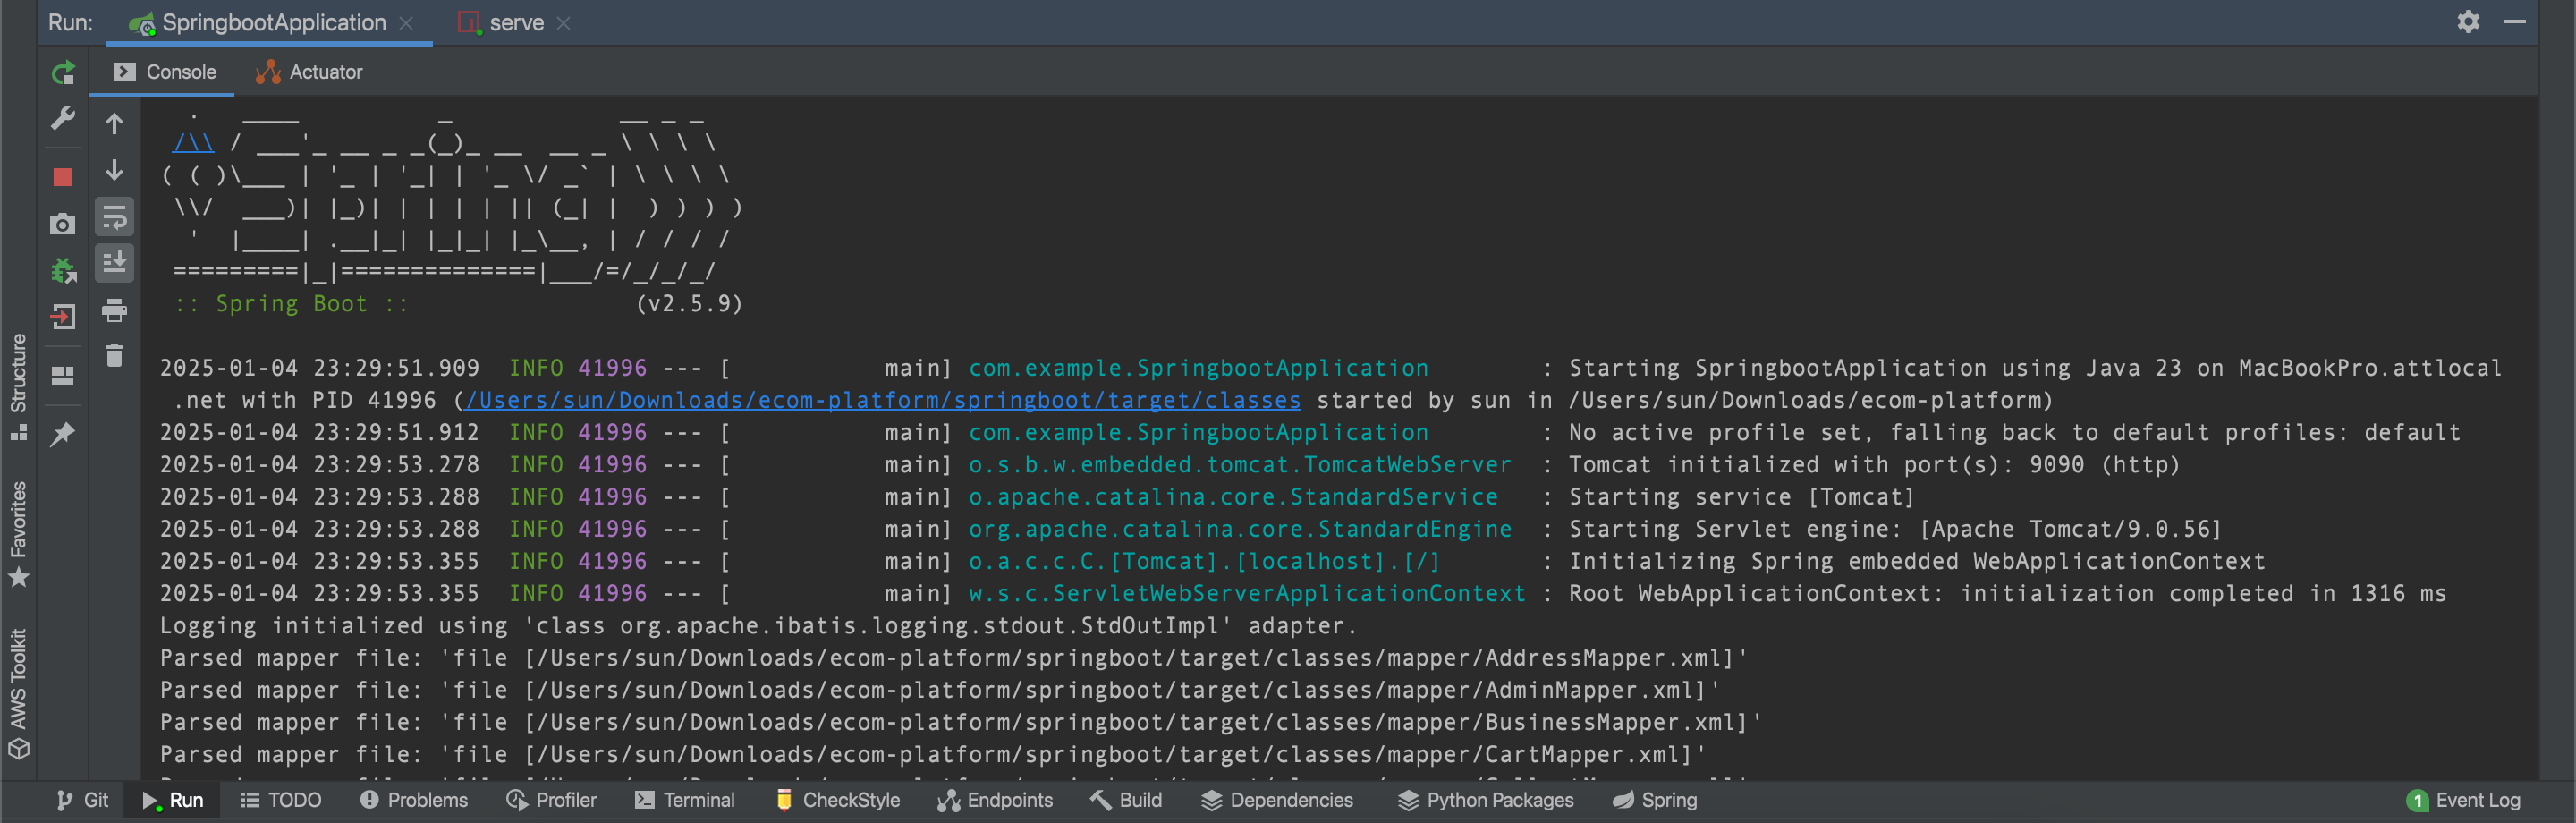 Run: SpringbootApplication serve
Console Actuator
  .   ____          _            __ _ _
 /\\ / ___'_ __ _ _(_)_ __  __ _ \ \ \ \
( ( )\___ | '_ | '_| | '_ \/ _` | \ \ \ \
 \\/  ___)| |_)| | | | | || (_| |  ) ) ) )
  '  |____| .__|_| |_|_| |_\__, | / / / /
 =========|_|==============|___/=/_/_/_/
 :: Spring Boot ::                (v2.5.9)
2025-01-04 23:29:51.909  INFO 41996 --- [           main] com.example.SpringbootApplication        : Starting SpringbootApplication using Java 23 on MacBookPro.attlocal
.net with PID 41996 (/Users/sun/Downloads/ecom-platform/springboot/target/classes started by sun in /Users/sun/Downloads/ecom-platform)
2025-01-04 23:29:51.912  INFO 41996 --- [           main] com.example.SpringbootApplication        : No active profile set, falling back to default profiles: default
2025-01-04 23:29:53.278  INFO 41996 --- [           main] o.s.b.w.embedded.tomcat.TomcatWebServer  : Tomcat initialized with port(s): 9090 (http)
2025-01-04 23:29:53.288  INFO 41996 --- [           main] o.apache.catalina.core.StandardService   : Starting service [Tomcat]
2025-01-04 23:29:53.288  INFO 41996 --- [           main] org.apache.catalina.core.StandardEngine  : Starting Servlet engine: [Apache Tomcat/9.0.56]
2025-01-04 23:29:53.355  INFO 41996 --- [           main] o.a.c.c.C.[Tomcat].[localhost].[/]       : Initializing Spring embedded WebApplicationContext
2025-01-04 23:29:53.355  INFO 41996 --- [           main] w.s.c.ServletWebServerApplicationContext : Root WebApplicationContext: initialization completed in 1316 ms
Logging initialized using 'class org.apache.ibatis.logging.stdout.StdOutImpl' adapter.
Parsed mapper file: 'file [/Users/sun/Downloads/ecom-platform/springboot/target/classes/mapper/AddressMapper.xml]'
Parsed mapper file: 'file [/Users/sun/Downloads/ecom-platform/springboot/target/classes/mapper/AdminMapper.xml]'
Parsed mapper file: 'file [/Users/sun/Downloads/ecom-platform/springboot/target/classes/mapper/BusinessMapper.xml]'
Parsed mapper file: 'file [/Users/sun/Downloads/ecom-platform/springboot/target/classes/mapper/CartMapper.xml]'
Structure
Favorites
AWS Toolkit
Git Run TODO Problems Profiler Terminal CheckStyle Endpoints Build Dependencies Python Packages Spring 1 Event Log